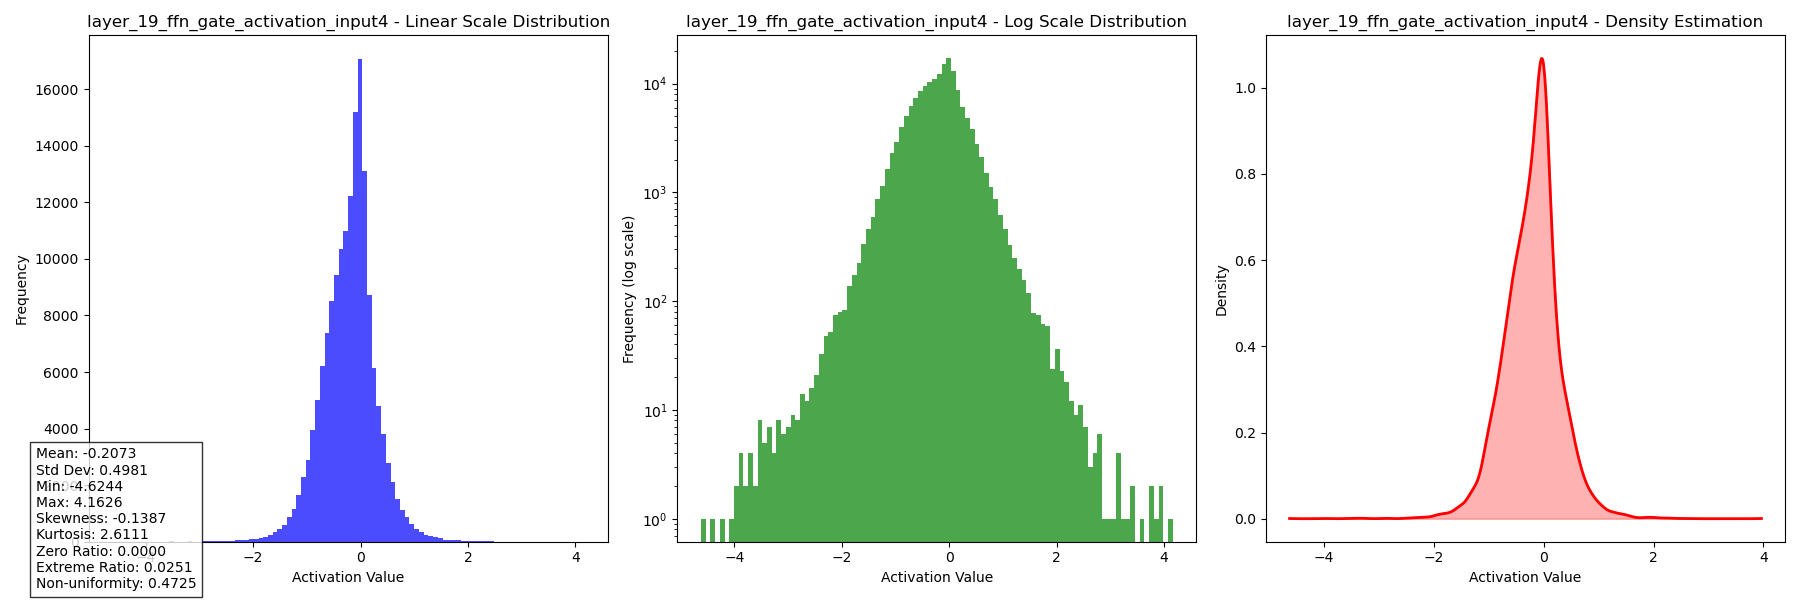 layer_19_ffn_gate_activation_input4 - Linear Scale Distribution
Frequency
16000
14000
12000
10000
8000
6000
4000
0
−2
0
2
4
Activation Value
Mean: -0.2073
Std Dev: 0.4981
Min: -4.6244
Max: 4.1626
Skewness: -0.1387
Kurtosis: 2.6111
Zero Ratio: 0.0000
Extreme Ratio: 0.0251
Non-uniformity: 0.4725
layer_19_ffn_gate_activation_input4 - Log Scale Distribution
Frequency (log scale)
10⁴
10³
10²
10¹
10⁰
−4
−2
0
2
4
Activation Value
layer_19_ffn_gate_activation_input4 - Density Estimation
Density
1.0
0.8
0.6
0.4
0.2
0.0
−4
−2
0
2
4
Activation Value